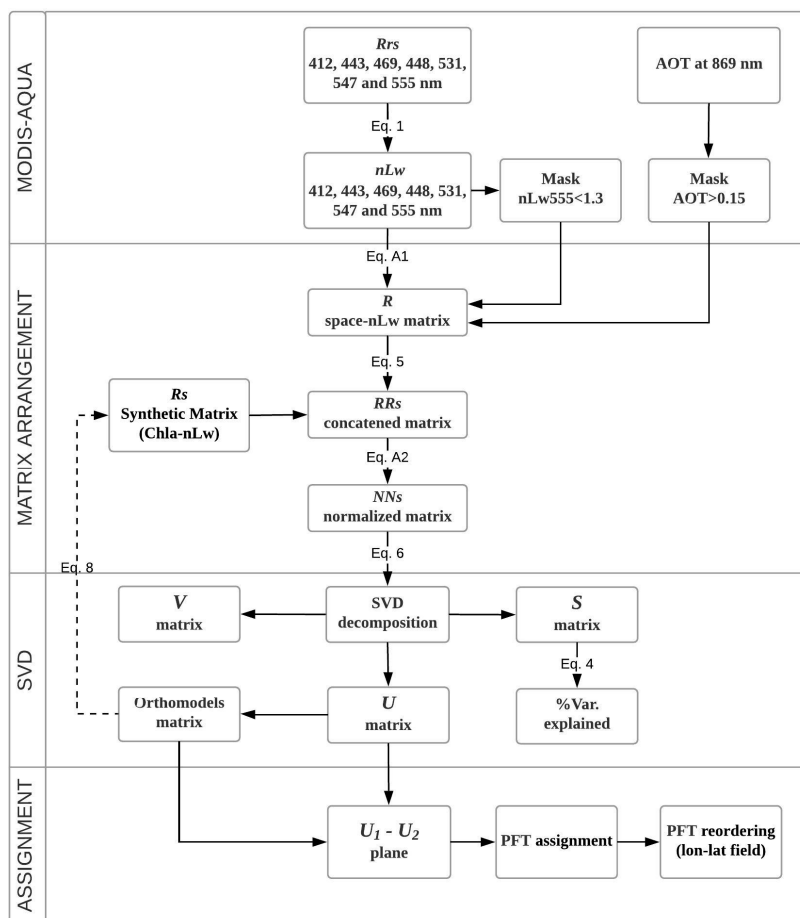 MODIS-AQUA
Rrs
412, 443, 469, 448, 531,
547 and 555 nm
AOT at 869 nm
Eq. 1
nLw
412, 443, 469, 448, 531,
547 and 555 nm
Mask
nLw555<1.3
Mask
AOT>0.15
MATRIX ARRANGEMENT
Eq. A1
R
space-nLw matrix
Eq. 5
Rs
Synthetic Matrix
(Chla-nLw)
RRs
concatened matrix
Eq. A2
NNs
normalized matrix
Eq. 6
Eq. 8
SVD
V
matrix
SVD
decomposition
S
matrix
Eq. 4
Orthomodels
matrix
U
matrix
%Var.
explained
ASSIGNMENT
U1 - U2
plane
PFT assignment
PFT reordering
(lon-lat field)